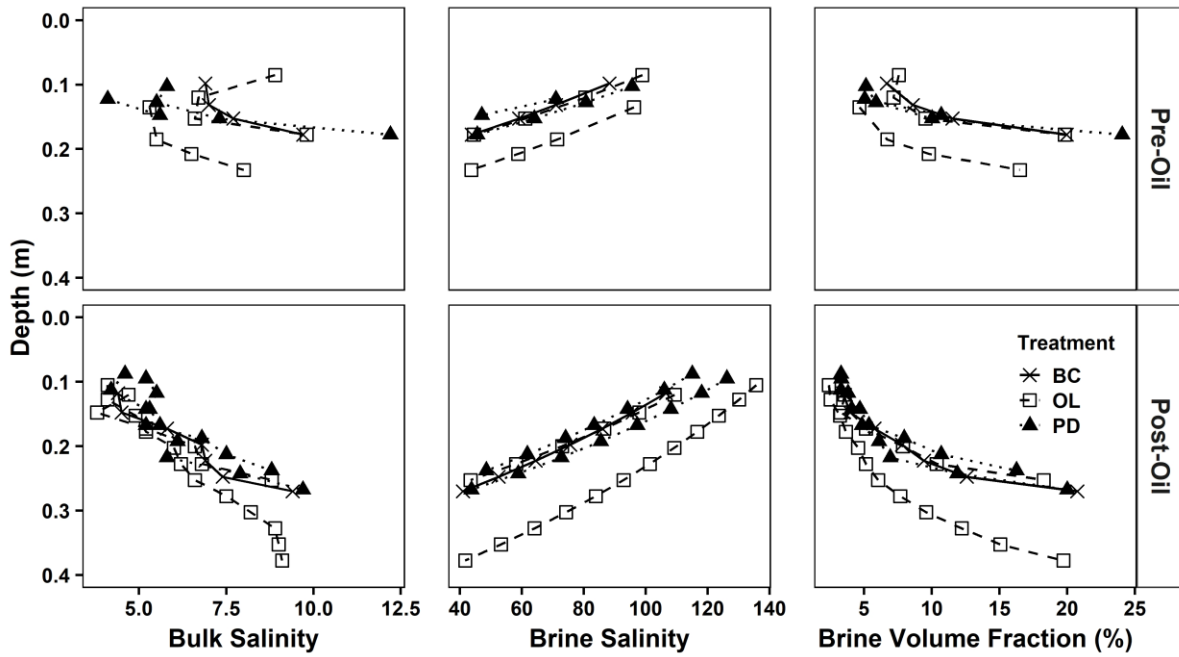 0.0
0.1
0.2
0.3
0.4
Pre-Oil
Depth (m)
0.0
0.1
0.2
0.3
0.4
Treatment
BC
OL
PD
Post-Oil
5.0 7.5 10.0 12.5
40 60 80 100 120 140
5 10 15 20 25
Bulk Salinity
Brine Salinity
Brine Volume Fraction (%)